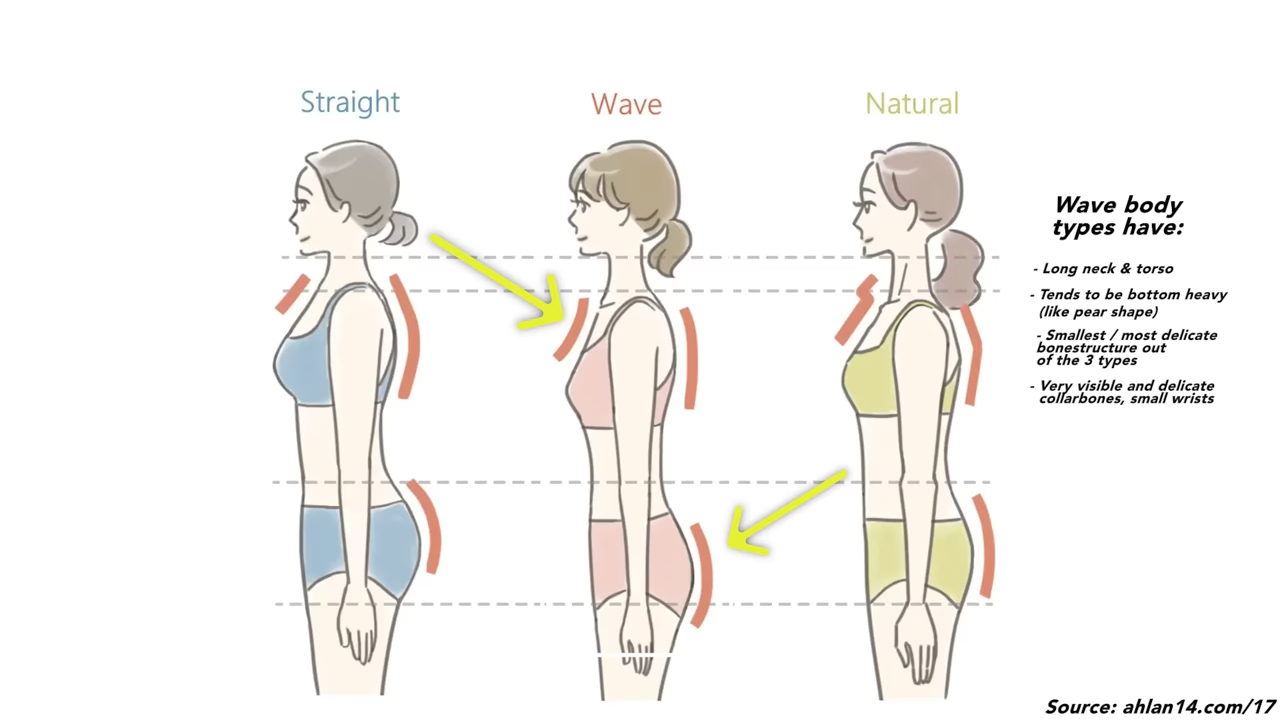 Straight
Wave
Natural
Wave body
types have:
- Long neck & torso
- Tends to be bottom heavy
(like pear shape)
- Smallest / most delicate
bonestructure out
of the 3 types
- Very visible and delicate
collarbones, small wrists
Source: ahlan14.com/17